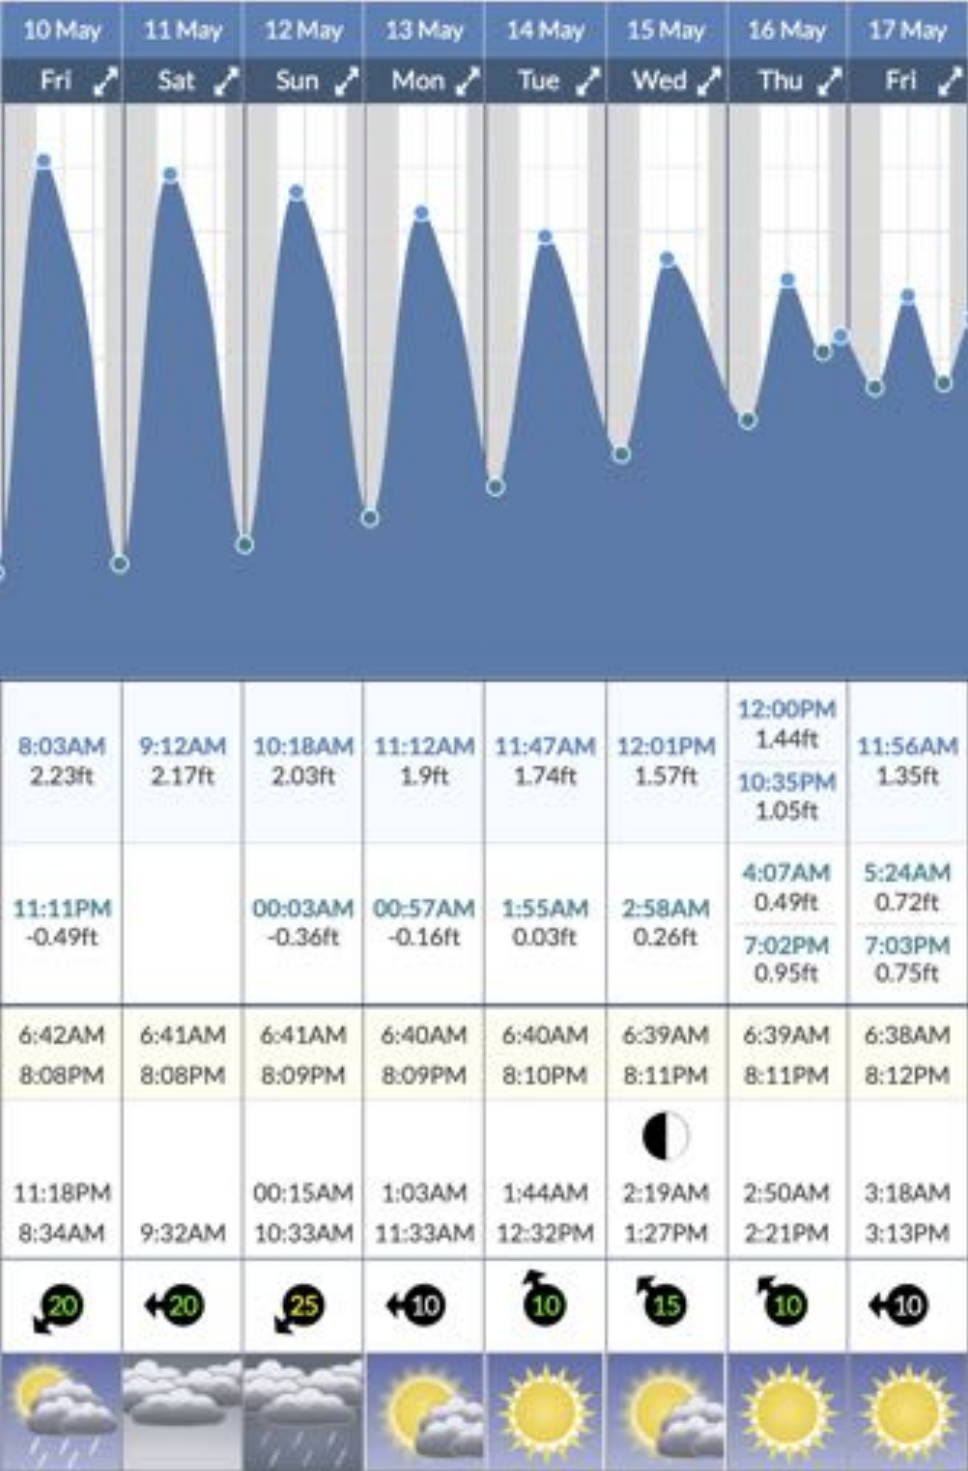 10 May 11 May 12 May 13 May 14 May 15 May 16 May 17 May
Fri Sat Sun Mon Tue Wed Thu Fri
12:00PM
8:03AM 9:12AM 10:18AM 11:12AM 11:47AM 12:01PM 1.44ft 11:56AM
2.23ft 2.17ft 2.03ft 1.9ft 1.74ft 1.57ft 10:35PM 1.35ft
1.05ft
4:07AM 5:24AM
11:11PM 00:03AM 00:57AM 1:55AM 2:58AM 0.49ft 0.72ft
-0.49ft -0.36ft -0.16ft 0.03ft 0.26ft 7:02PM 7:03PM
0.95ft 0.75ft
6:42AM 6:41AM 6:41AM 6:40AM 6:40AM 6:39AM 6:39AM 6:38AM
8:08PM 8:08PM 8:09PM 8:09PM 8:10PM 8:11PM 8:11PM 8:12PM
11:18PM 00:15AM 1:03AM 1:44AM 2:19AM 2:50AM 3:18AM
8:34AM 9:32AM 10:33AM 11:33AM 12:32PM 1:27PM 2:21PM 3:13PM
20 20 25 10 10 15 10 10